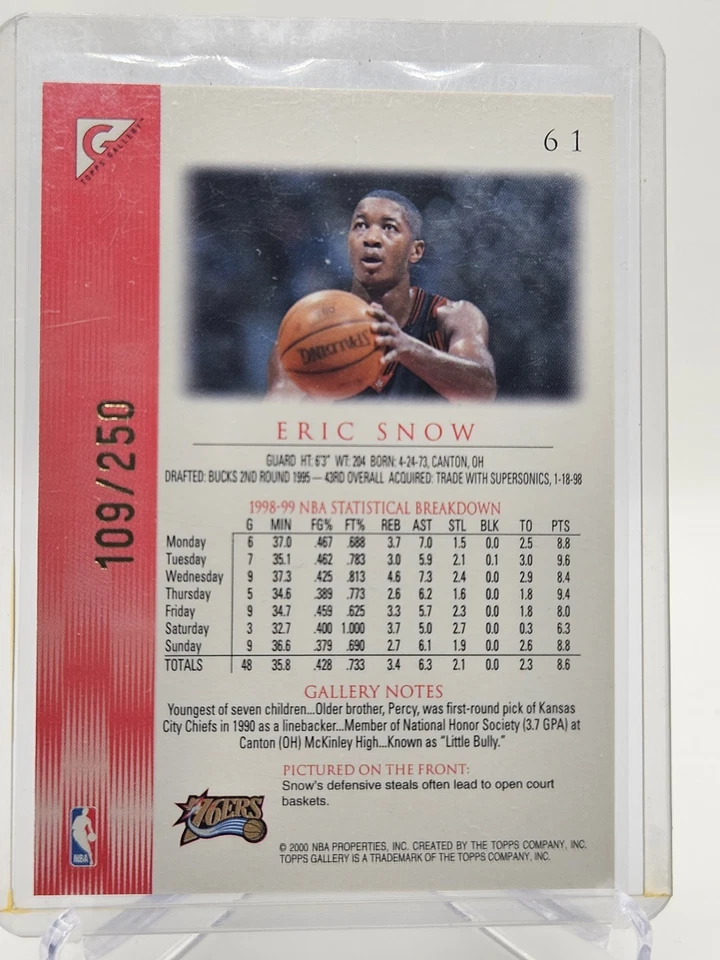 G
TOPPS GALLERY™
61
SPALDING
ERIC SNOW
GUARD HT: 6'3" WT: 204 BORN: 4-24-73, CANTON, OH
DRAFTED: BUCKS 2ND ROUND 1995 — 43RD OVERALL ACQUIRED: TRADE WITH SUPERSONICS, 1-18-98
109/250
1998-99 NBA STATISTICAL BREAKDOWN
G MIN FG% FT% REB AST STL BLK TO PTS
Monday 6 37.0 .467 .688 3.7 7.0 1.5 0.0 2.5 8.8
Tuesday 7 35.1 .462 .783 3.0 5.9 2.1 0.1 3.0 9.6
Wednesday 9 37.3 .425 .813 4.6 7.3 2.4 0.0 2.9 8.4
Thursday 5 34.6 .389 .773 2.6 6.2 1.6 0.0 1.8 9.4
Friday 9 34.7 .459 .625 3.3 5.7 2.3 0.0 1.8 8.0
Saturday 3 32.7 .400 1.000 3.7 5.0 2.7 0.0 0.3 6.3
Sunday 9 36.6 .379 .690 2.7 6.1 1.9 0.0 2.6 8.8
TOTALS 48 35.8 .428 .733 3.4 6.3 2.1 0.0 2.3 8.6
GALLERY NOTES
Youngest of seven children...Older brother, Percy, was first-round pick of Kansas
City Chiefs in 1990 as a linebacker...Member of National Honor Society (3.7 GPA) at
Canton (OH) McKinley High...Known as "Little Bully."
PICTURED ON THE FRONT:
Snow's defensive steals often lead to open court
baskets.
76ERS
NBA
© 2000 NBA PROPERTIES, INC. CREATED BY THE TOPPS COMPANY, INC.
TOPPS GALLERY IS A TRADEMARK OF THE TOPPS COMPANY, INC.